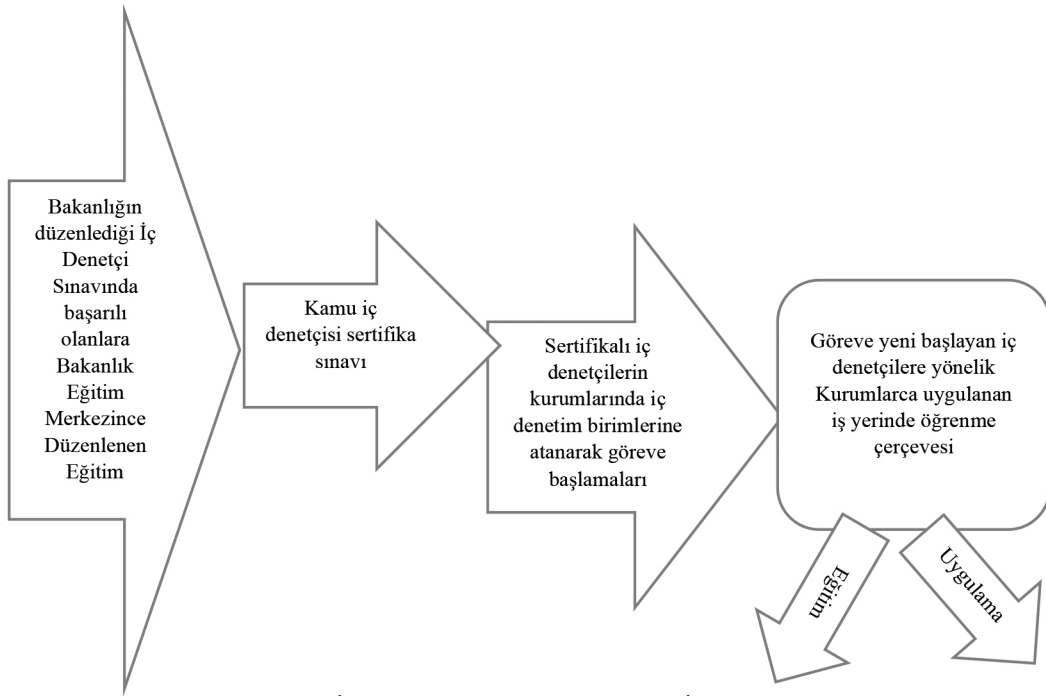 Bakanlığın
düzenlediği İç
Denetçi
Sınavında
başarılı
olanlara
Bakanlık
Eğitim
Merkezince
Düzenlenen
Eğitim
Kamu iç
denetçisi sertifika
sınavı
Sertifikalı iç
denetçilerin
kurumlarında iç
denetim birimlerine
atanarak göreve
başlamaları
Göreve yeni başlayan iç
denetçilere yönelik
Kurumlarca uygulanan
iş yerinde öğrenme
çerçevesi
Eğitim
Uygulama